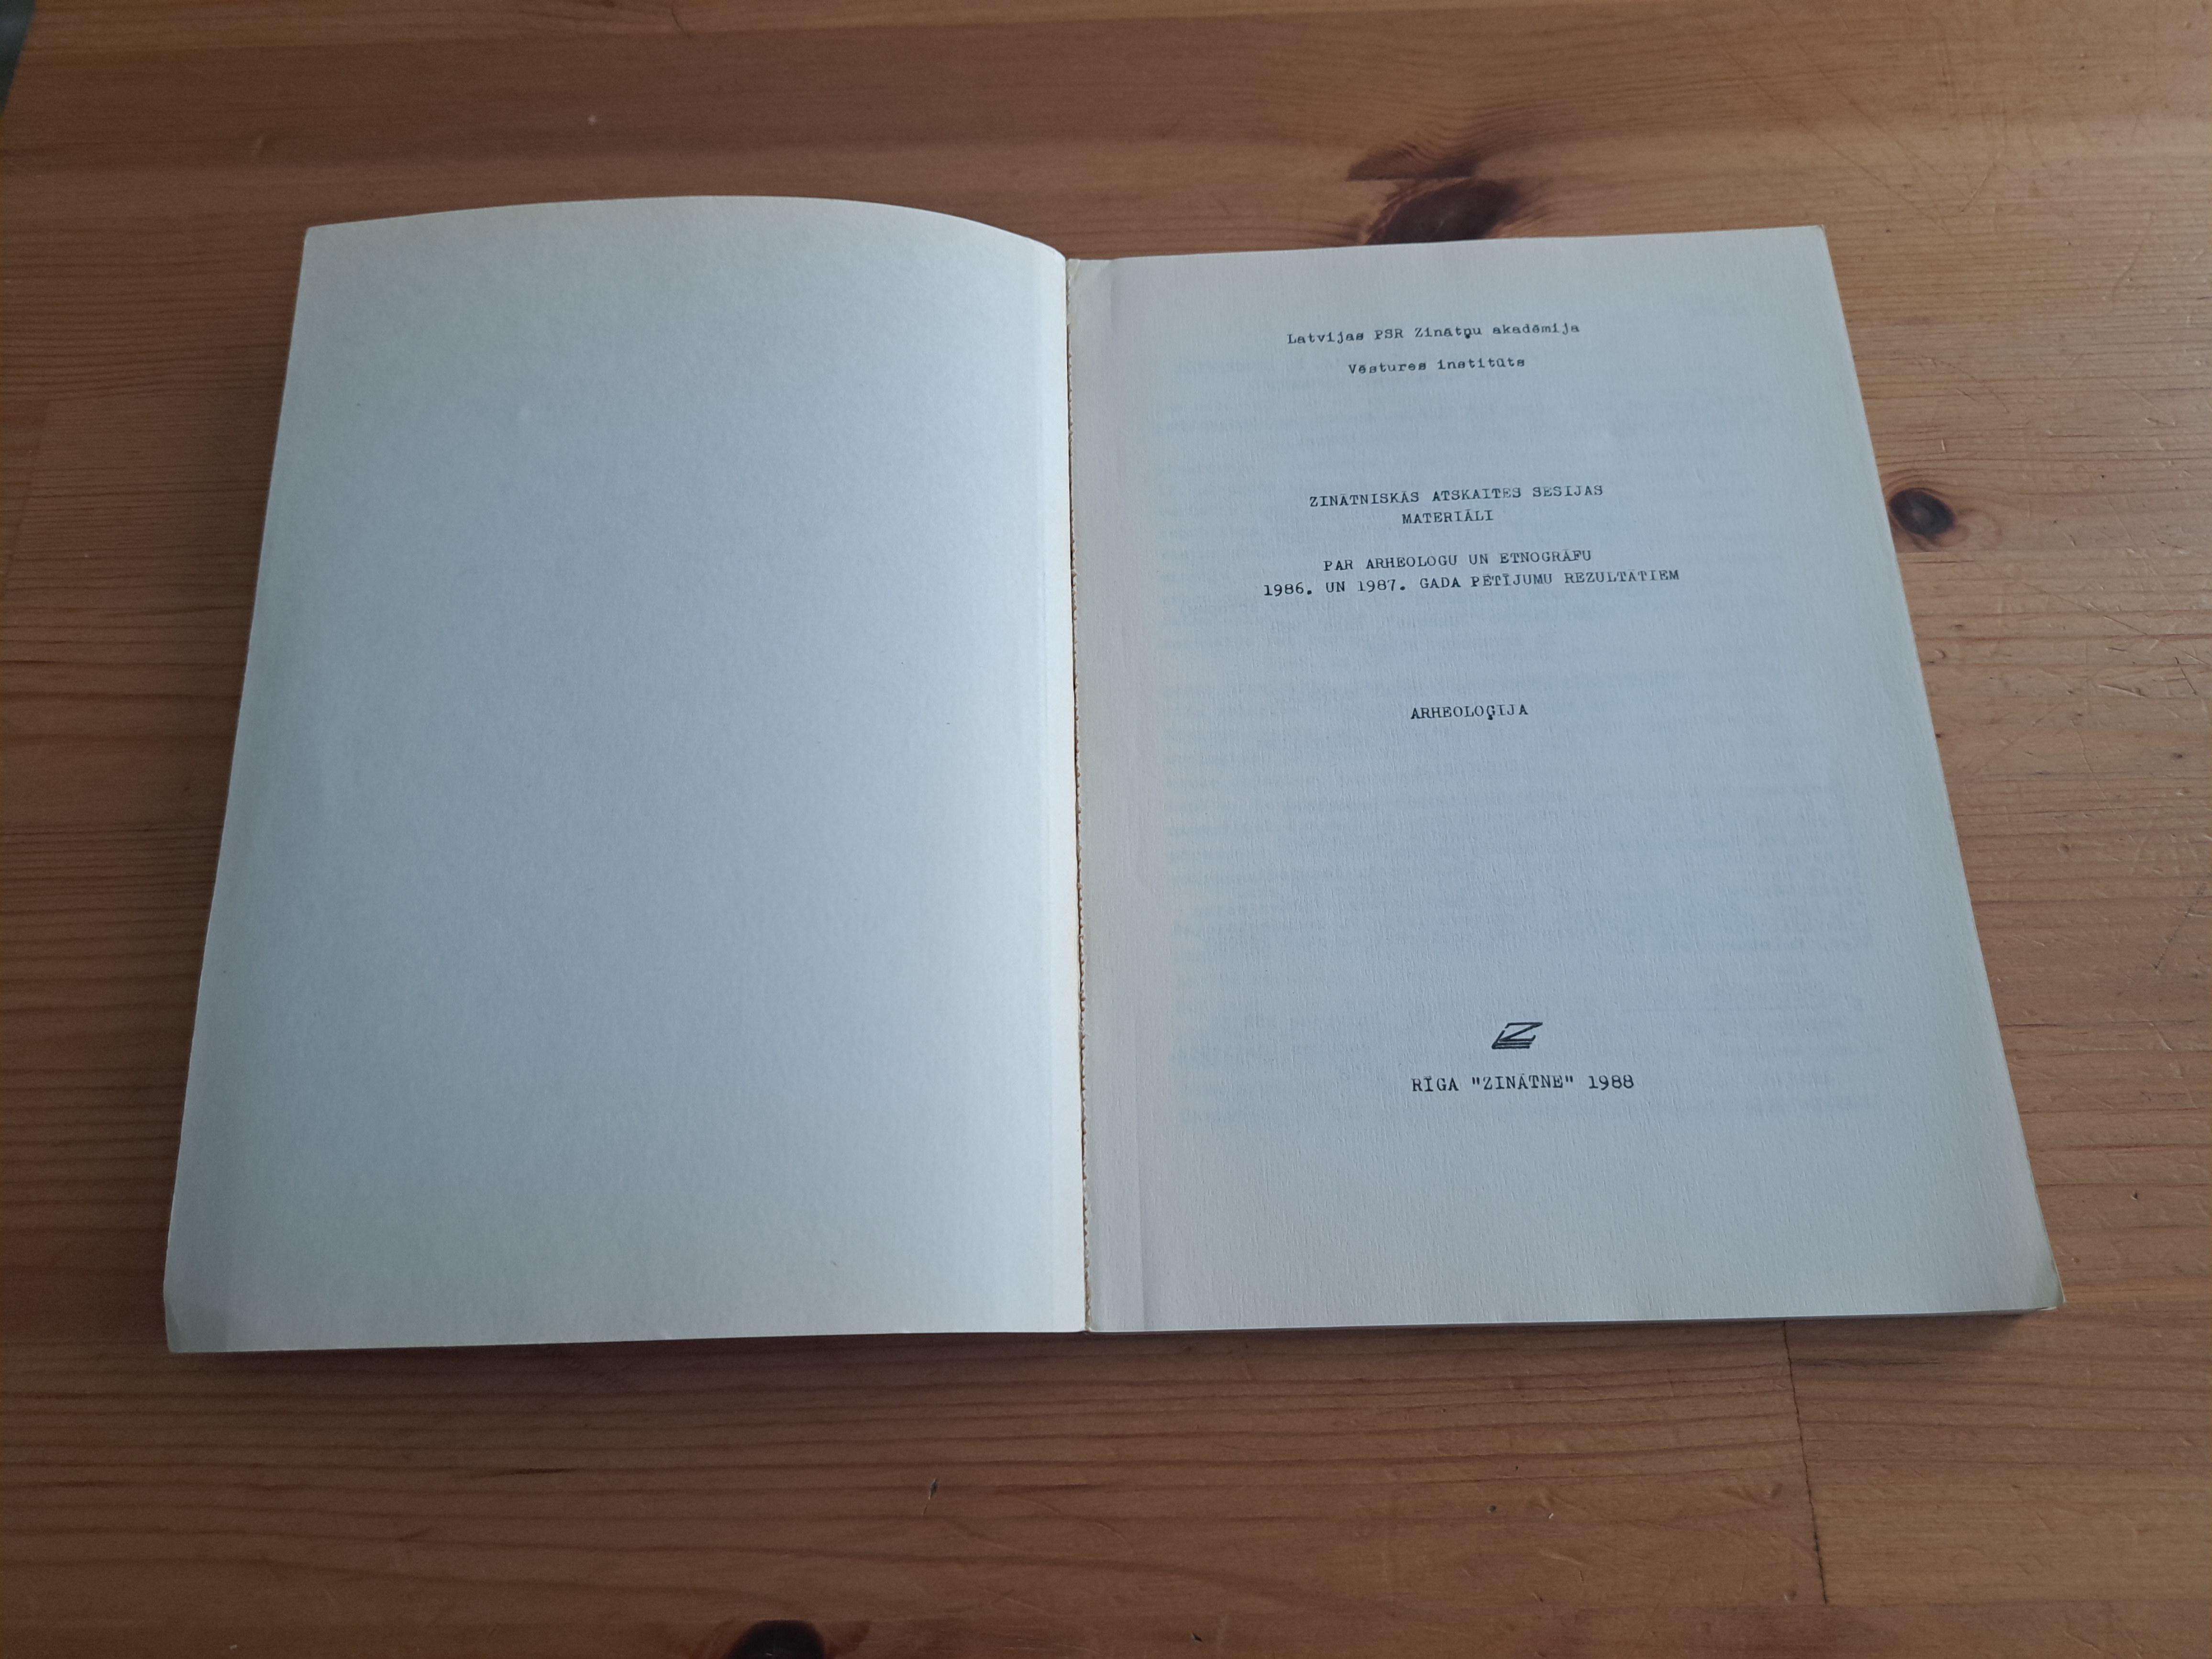 Latvijas PSR Zinātņu akadēmija
Vēstures institūts
ZINĀTNISKĀS ATSKAITES SESIJAS
MATERIĀLI
PAR ARHEOLOGU UN ETNOGRĀFU
1986. UN 1987. GADA PĒTĪJUMU REZULTĀTIEM
ARHEOLOĢIJA
Z
RĪGA "ZINĀTNE" 1988